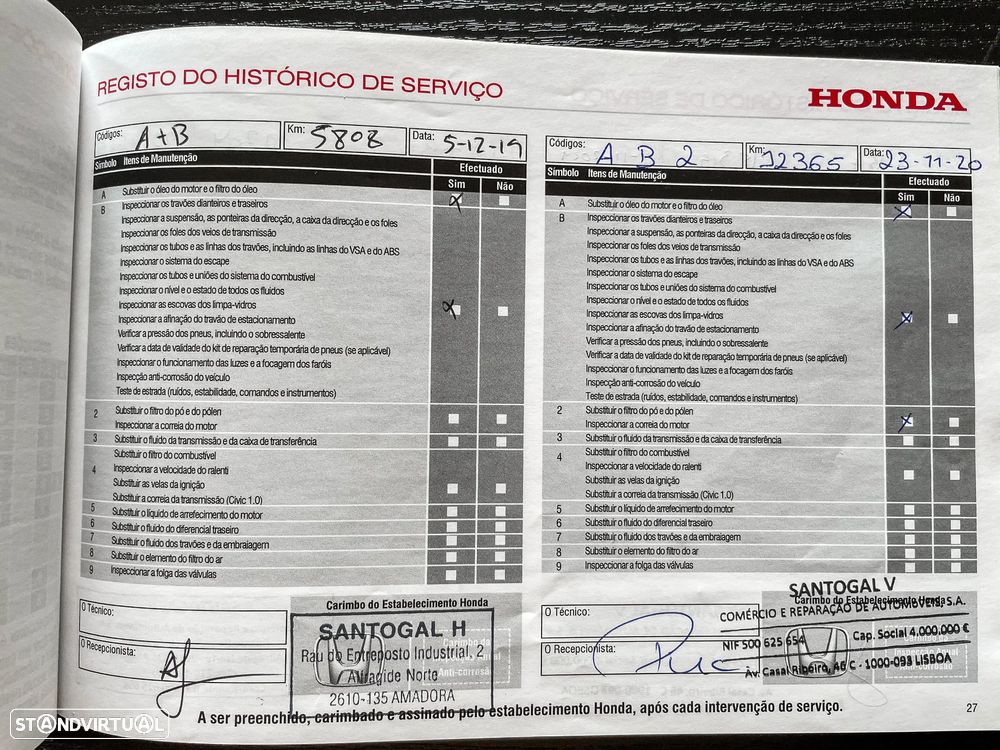 REGISTO DO HISTÓRICO DE SERVIÇO
HONDA
Códigos: A+B Km: 5808 Data: 5-12-19
Símbolo Itens de Manutenção Efectuado
Sim Não
A Substituir o óleo do motor e o filtro do óleo
B Inspeccionar os travões dianteiros e traseiros
Inspeccionar a suspensão, as ponteiras da direcção, a caixa da direcção e os foles
Inspeccionar os foles dos veios de transmissão
Inspeccionar os tubos e as linhas dos travões, incluindo as linhas do VSA e do ABS
Inspeccionar o sistema do escape
Inspeccionar os tubos e uniões do sistema do combustível
Inspeccionar o nível e o estado de todos os fluidos
Inspeccionar as escovas dos limpa-vidros
Inspeccionar a afinação do travão de estacionamento
Verificar a pressão dos pneus, incluindo o sobressalente
Verificar a data de validade do kit de reparação temporária de pneus (se aplicável)
Inspeccionar o funcionamento das luzes e a focagem dos faróis
Inspecção anti-corrosão do veículo
Teste de estrada (ruídos, estabilidade, comandos e instrumentos)
2 Substituir o filtro do pó e do pólen
Inspeccionar a correia do motor
3 Substituir o fluido da transmissão e da caixa de transferência
4 Substituir o filtro do combustível
Inspeccionar a velocidade do ralenti
Substituir as velas da ignição
Substituir a correia da transmissão (Civic 1.0)
5 Substituir o líquido de arrefecimento do motor
6 Substituir o fluido do diferencial traseiro
7 Substituir o fluido dos travões e da embraiagem
8 Substituir o elemento do filtro do ar
9 Inspeccionar a folga das válvulas
O Técnico:
O Recepcionista:
Carimbo do Estabelecimento Honda
SANTOGAL H
Rau do Entreposto Industrial, 2
Alfragide Norte
2610-135 AMADORA
Códigos: A B 2 Km: 12365 Data: 23-11-20
Símbolo Itens de Manutenção Efectuado
Sim Não
A Substituir o óleo do motor e o filtro do óleo
B Inspeccionar os travões dianteiros e traseiros
Inspeccionar a suspensão, as ponteiras da direcção, a caixa da direcção e os foles
Inspeccionar os foles dos veios de transmissão
Inspeccionar os tubos e as linhas dos travões, incluindo as linhas do VSA e do ABS
Inspeccionar o sistema do escape
Inspeccionar os tubos e uniões do sistema do combustível
Inspeccionar o nível e o estado de todos os fluidos
Inspeccionar as escovas dos limpa-vidros
Inspeccionar a afinação do travão de estacionamento
Verificar a pressão dos pneus, incluindo o sobressalente
Verificar a data de validade do kit de reparação temporária de pneus (se aplicável)
Inspeccionar o funcionamento das luzes e a focagem dos faróis
Inspecção anti-corrosão do veículo
Teste de estrada (ruídos, estabilidade, comandos e instrumentos)
2 Substituir o filtro do pó e do pólen
Inspeccionar a correia do motor
3 Substituir o fluido da transmissão e da caixa de transferência
4 Substituir o filtro do combustível
Inspeccionar a velocidade do ralenti
Substituir as velas da ignição
Substituir a correia da transmissão (Civic 1.0)
5 Substituir o líquido de arrefecimento do motor
6 Substituir o fluido do diferencial traseiro
7 Substituir o fluido dos travões e da embraiagem
8 Substituir o elemento do filtro do ar
9 Inspeccionar a folga das válvulas
O Técnico:
O Recepcionista:
Carimbo do Estabelecimento Honda
SANTOGAL V
COMÉRCIO E REPARAÇÃO DE AUTOMÓVEIS, S.A.
NIF 500 625 654 Cap. Social 4.000.000 €
Av. Casal Ribeiro, 46 C - 1000-093 LISBOA
A ser preenchido, carimbado e assinado pelo estabelecimento Honda, após cada intervenção de serviço.
27
STANDVIRTUAL